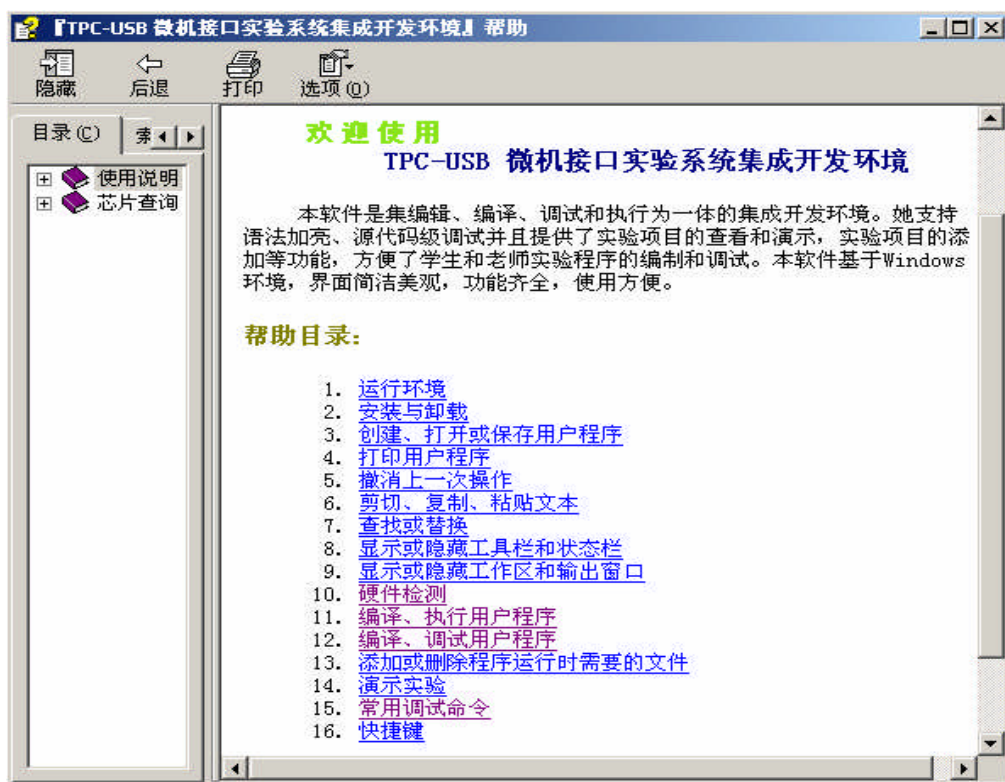 『TPC-USB 微机接口实验系统集成开发环境』帮助
隐藏 后退 打印 选项(O)
目录(C)
使用说明
芯片查询
欢迎使用
TPC-USB 微机接口实验系统集成开发环境
本软件是集编辑、编译、调试和执行为一体的集成开发环境。她支持
语法加亮、源代码级调试并且提供了实验项目的查看和演示,实验项目的添
加等功能,方便了学生和老师实验程序的编制和调试。本软件基于Windows
环境,界面简洁美观,功能齐全,使用方便。
帮助目录:
1. 运行环境
2. 安装与卸载
3. 创建、打开或保存用户程序
4. 打印用户程序
5. 撤消上一次操作
6. 剪切、复制、粘贴文本
7. 查找或替换
8. 显示或隐藏工具栏和状态栏
9. 显示或隐藏工作区和输出窗口
10. 硬件检测
11. 编译、执行用户程序
12. 编译、调试用户程序
13. 添加或删除程序运行时需要的文件
14. 演示实验
15. 常用调试命令
16. 快捷键